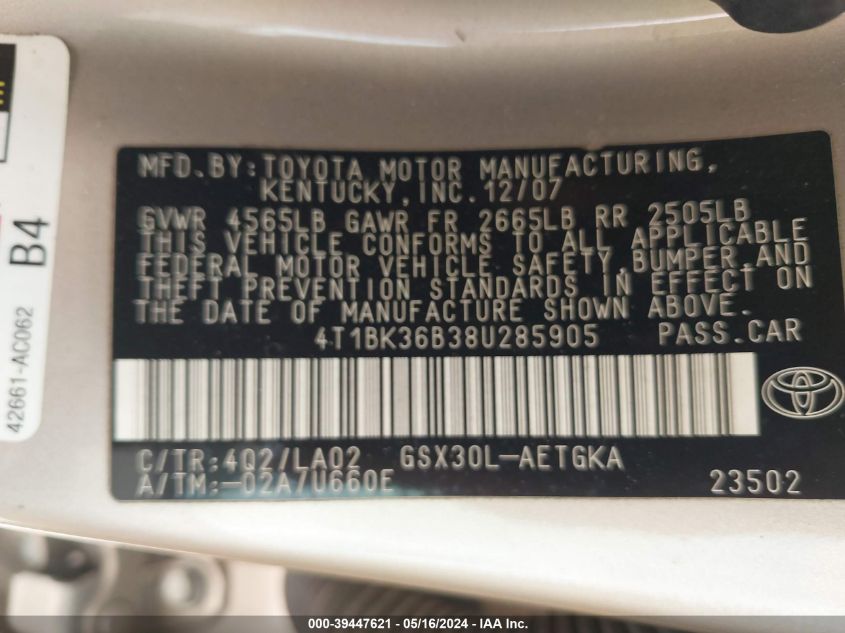 MFD.BY:TOYOTA MOTOR MANUFACTURING,
KENTUCKY,INC.12/07
GVWR 4565LB GAWR FR 2665LB RR 2505LB
THIS VEHICLE CONFORMS TO ALL APPLICABLE
FEDERAL MOTOR VEHICLE SAFETY,BUMPER,AND
THEFT PREVENTION STANDARDS IN EFFECT ON
THE DATE OF MANUFACTURE SHOWN ABOVE.
4T1BK36B38U285905 PASS.CAR
C/TR:4Q2/LA02 GSX30L-AETGKA
A/TM:-02A/U660E 23502
42661-AC062 B4
000-39447621 - 05/16/2024 - IAA Inc.